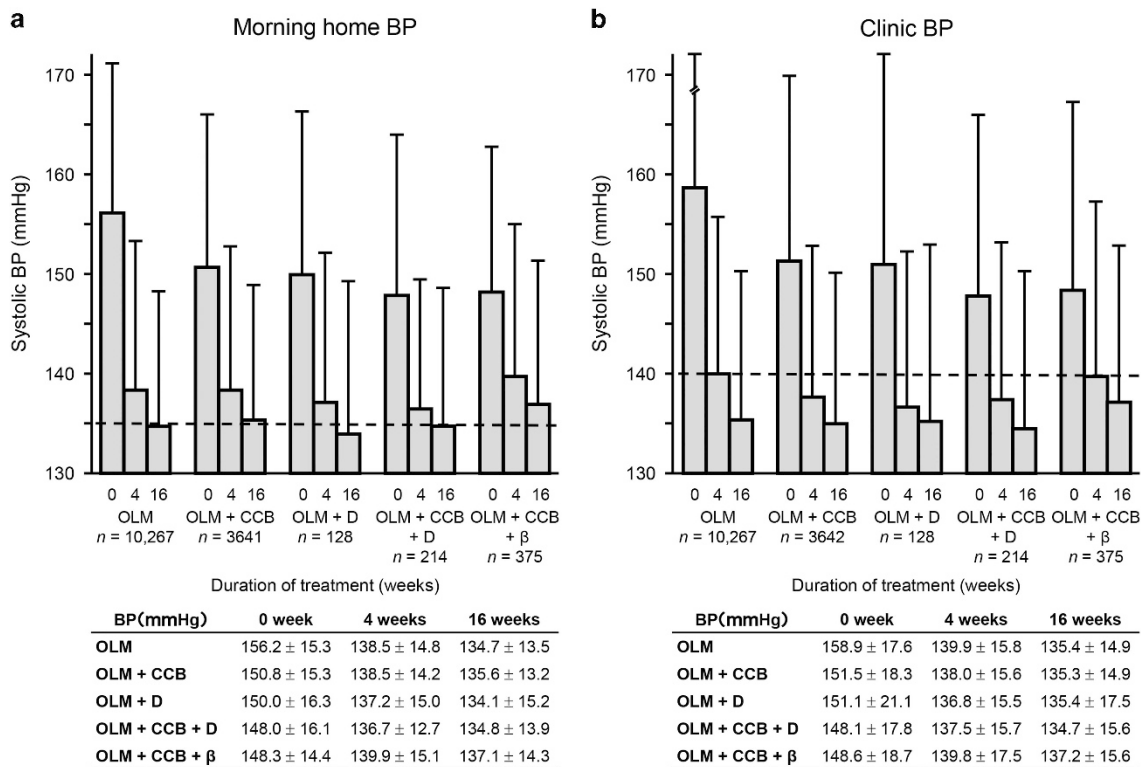 a
Morning home BP
Systolic BP (mmHg)
170
160
150
140
130
0 4 16 0 4 16 0 4 16 0 4 16 0 4 16
OLM OLM + CCB OLM + D OLM + CCB OLM + CCB
n = 10,267 n = 3641 n = 128 + D + β
n = 214 n = 375
Duration of treatment (weeks)
BP(mmHg) 0 week 4 weeks 16 weeks
OLM 156.2 ± 15.3 138.5 ± 14.8 134.7 ± 13.5
OLM + CCB 150.8 ± 15.3 138.5 ± 14.2 135.6 ± 13.2
OLM + D 150.0 ± 16.3 137.2 ± 15.0 134.1 ± 15.2
OLM + CCB + D 148.0 ± 16.1 136.7 ± 12.7 134.8 ± 13.9
OLM + CCB + β 148.3 ± 14.4 139.9 ± 15.1 137.1 ± 14.3
b
Clinic BP
Systolic BP (mmHg)
170
160
150
140
130
0 4 16 0 4 16 0 4 16 0 4 16 0 4 16
OLM OLM + CCB OLM + D OLM + CCB OLM + CCB
n = 10,267 n = 3642 n = 128 + D + β
n = 214 n = 375
Duration of treatment (weeks)
BP(mmHg) 0 week 4 weeks 16 weeks
OLM 158.9 ± 17.6 139.9 ± 15.8 135.4 ± 14.9
OLM + CCB 151.5 ± 18.3 138.0 ± 15.6 135.3 ± 14.9
OLM + D 151.1 ± 21.1 136.8 ± 15.5 135.4 ± 17.5
OLM + CCB + D 148.1 ± 17.8 137.5 ± 15.7 134.7 ± 15.6
OLM + CCB + β 148.6 ± 18.7 139.8 ± 17.5 137.2 ± 15.6